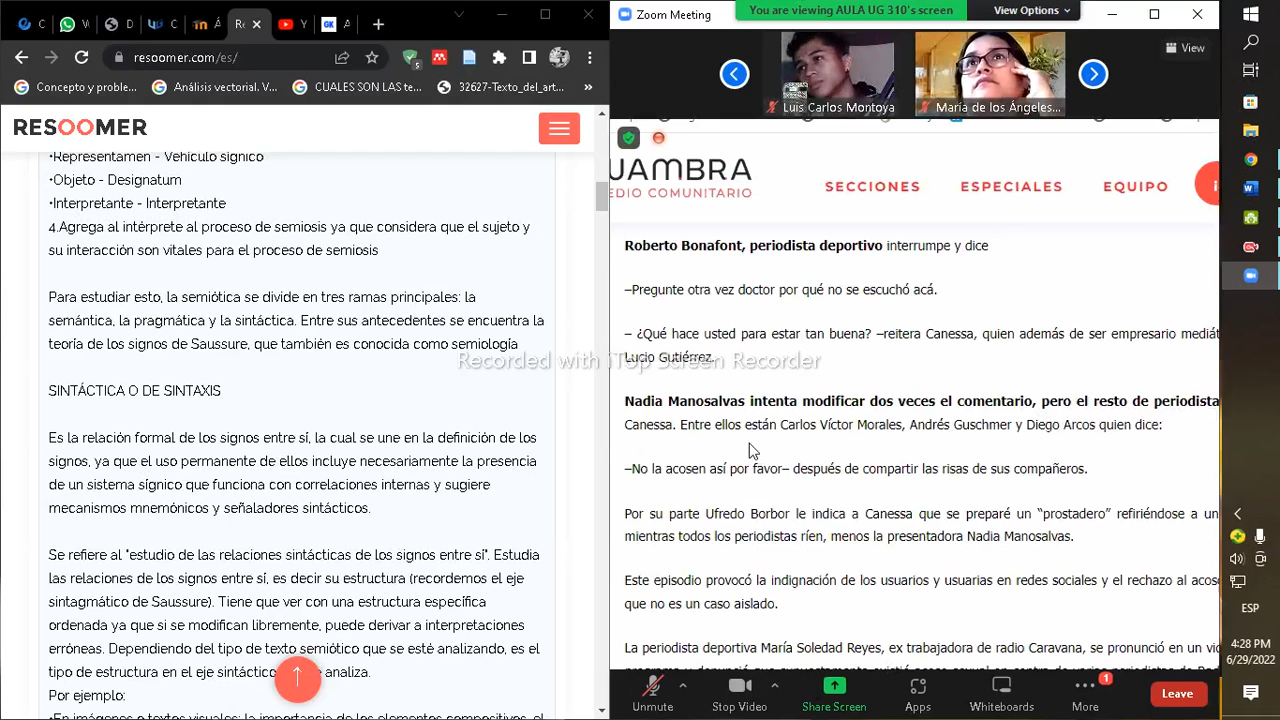 resoomer.com/es/
Concepto y proble...
Análisis vectorial. V...
CUALES SON LAS te...
32627-Texto_del_art...
RESOOMER
•Representamen - Vehículo sígnico
•Objeto - Designatum
•Interpretante - Interpretante
4.Agrega al intérprete al proceso de semiosis ya que considera que el sujeto y
su interacción son vitales para el proceso de semiosis
Para estudiar esto, la semiótica se divide en tres ramas principales: la
semántica, la pragmática y la sintáctica. Entre sus antecedentes se encuentra la
teoría de los signos de Saussure, que también es conocida como semiología
SINTÁCTICA O DE SINTAXIS
Es la relación formal de los signos entre sí, la cual se une en la definición de los
signos, ya que el uso permanente de ellos incluye necesariamente la presencia
de un sistema sígnico que funciona con correlaciones internas y sugiere
mecanismos mnemónicos y señaladores sintácticos.
Se refiere al "estudio de las relaciones sintácticas de los signos entre sí". Estudia
las relaciones de los signos entre sí, es decir su estructura (recordemos el eje
sintagmático de Saussure). Tiene que ver con una estructura específica
ordenada ya que si se modifican libremente, puede derivar a interpretaciones
erróneas. Dependiendo del tipo de texto semiótico que se esté analizando, es el
tipo de estructura en el eje sintáctico analiza.
Por ejemplo:
•En imágenes o textos visuales: la importancia de los elementos compositivos, el
Zoom Meeting
You are viewing AULA UG 310's screen
View Options
View
Luis Carlos Montoya
María de los Ángeles...
UAMBRA
MEDIO COMUNITARIO
SECCIONES
ESPECIALES
EQUIPO
Roberto Bonafont, periodista deportivo interrumpe y dice
–Pregunte otra vez doctor por qué no se escuchó acá.
– ¿Qué hace usted para estar tan buena? –reitera Canessa, quien además de ser empresario mediát
Lucio Gutiérrez.
Recorded with iTop Screen Recorder
Nadia Manosalvas intenta modificar dos veces el comentario, pero el resto de periodista
Canessa. Entre ellos están Carlos Víctor Morales, Andrés Guschmer y Diego Arcos quien dice:
–No la acosen así por favor– después de compartir las risas de sus compañeros.
Por su parte Ufredo Borbor le indica a Canessa que se preparé un “prostadero” refiriéndose a un
mientras todos los periodistas ríen, menos la presentadora Nadia Manosalvas.
Este episodio provocó la indignación de los usuarios y usuarias en redes sociales y el rechazo al acoso
que no es un caso aislado.
La periodista deportiva María Soledad Reyes, ex trabajadora de radio Caravana, se pronunció en un vi
Unmute
Stop Video
Share Screen
Apps
Whiteboards
More
1
Leave
ESP
4:28 PM
6/29/2022